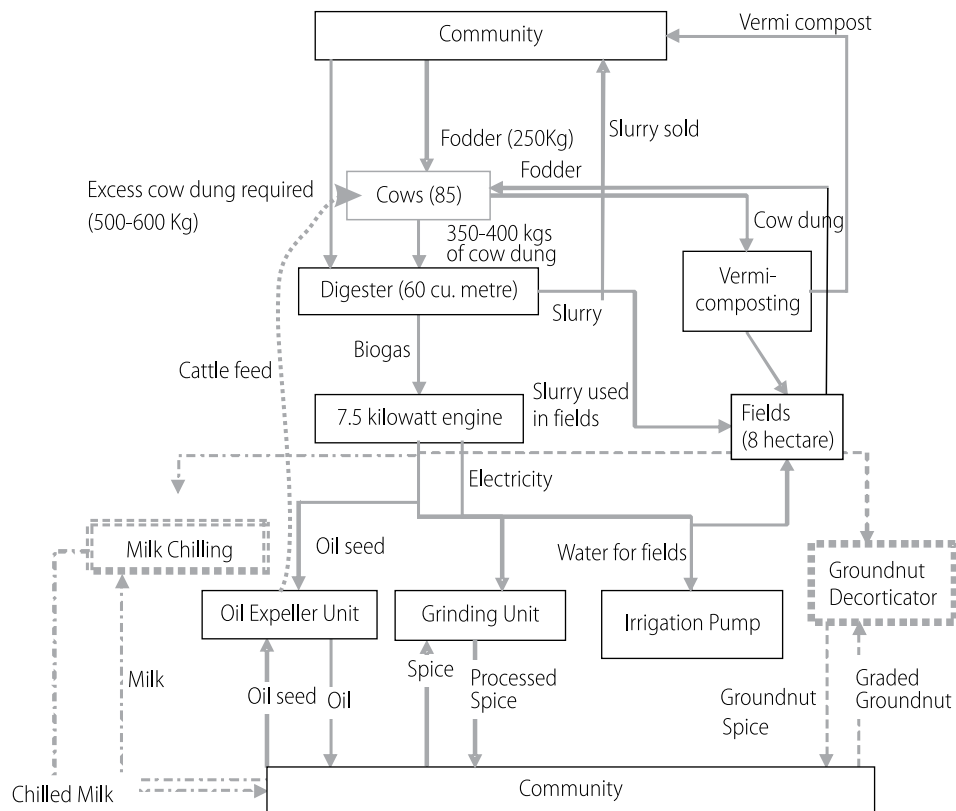 Vermi compost
Community
Slurry sold
Fodder (250Kg)
Fodder
Excess cow dung required
(500-600 Kg)
Cows (85)
Cow dung
350-400 kgs
of cow dung
Vermi-
composting
Digester (60 cu. metre)
Slurry
Biogas
Cattle feed
Slurry used
in fields
7.5 kilowatt engine
Fields
(8 hectare)
Electricity
Milk Chilling
Oil seed
Water for fields
Groundnut
Decorticator
Oil Expeller Unit
Grinding Unit
Irrigation Pump
Milk
Oil seed
Oil
Spice
Processed
Spice
Groundnut
Spice
Graded
Groundnut
Chilled Milk
Community